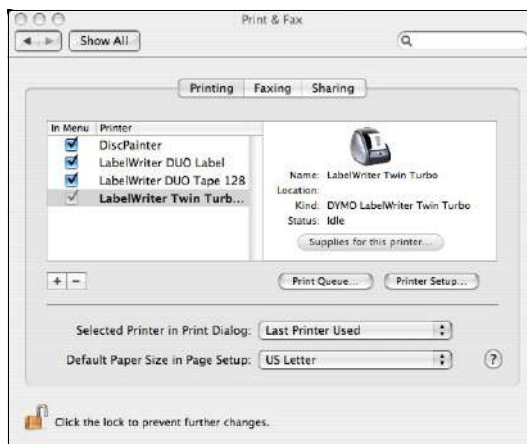 Print & Fax
Show All
Printing Faxing Sharing
In Menu Printer
DiscPainter
LabelWriter DUO Label
LabelWriter DUO Tape 128
LabelWriter Twin Turb...
Name: LabelWriter Twin Turbo
Location:
Kind: DYMO LabelWriter Twin Turbo
Status: Idle
Supplies for this printer...
+ -
Print Queue... Printer Setup...
Selected Printer in Print Dialog: Last Printer Used
Default Paper Size in Page Setup: US Letter ?
Click the lock to prevent further changes.